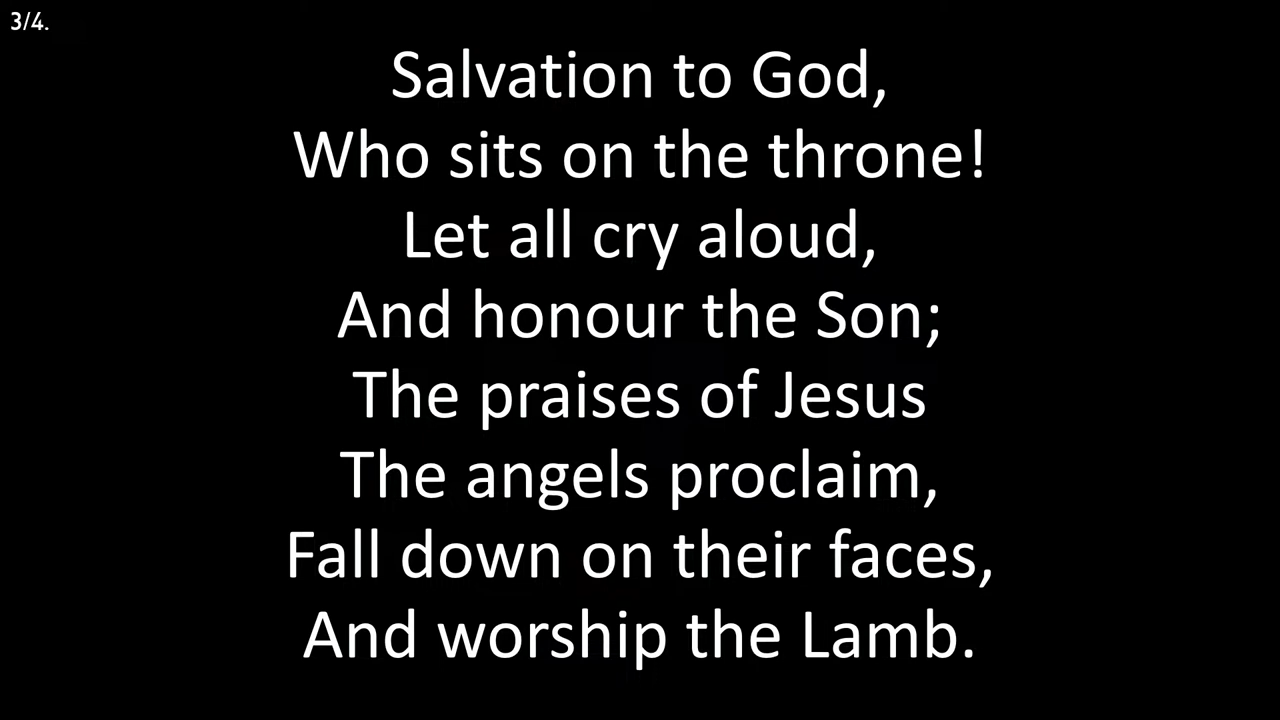 3/4.
Salvation to God,
Who sits on the throne!
Let all cry aloud,
And honour the Son;
The praises of Jesus
The angels proclaim,
Fall down on their faces,
And worship the Lamb.